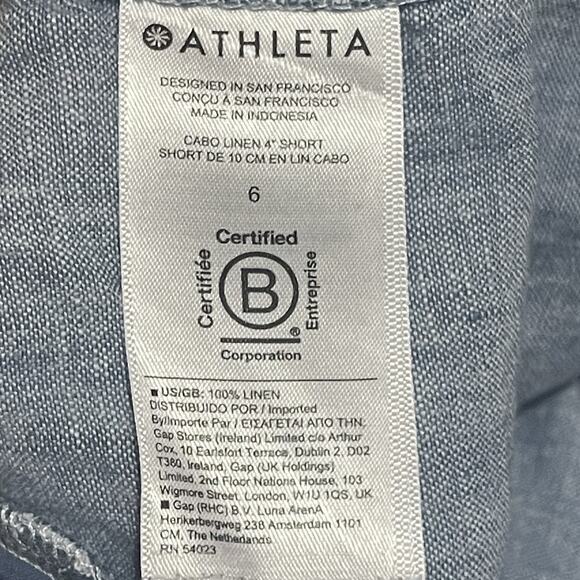 ATHLETA
DESIGNED IN SAN FRANCISCO
CONÇU À SAN FRANCISCO
MADE IN INDONESIA
CABO LINEN 4" SHORT
SHORT DE 10 CM EN LIN CABO
6
Certified
Certifiée
B
Entreprise
®
Corporation
US/GB: 100% LINEN
DISTRIBUIDO POR / Imported
By/Importe Par / ΕΙΣΑΓΕΤΑΙ ΑΠΟ ΤΗΝ:
Gap Stores (Ireland) Limited c/o Arthur
Cox, 10 Earlsfort Terrace, Dublin 2, D02
T380, Ireland, Gap (UK Holdings)
Limited, 2nd Floor Nations House, 103
Wigmore Street, London, W1U 1QS, UK
Gap (RHC) B.V. Luna ArenA
Herikerbergweg 238 Amsterdam 1101
CM, The Netherlands
RN 54023